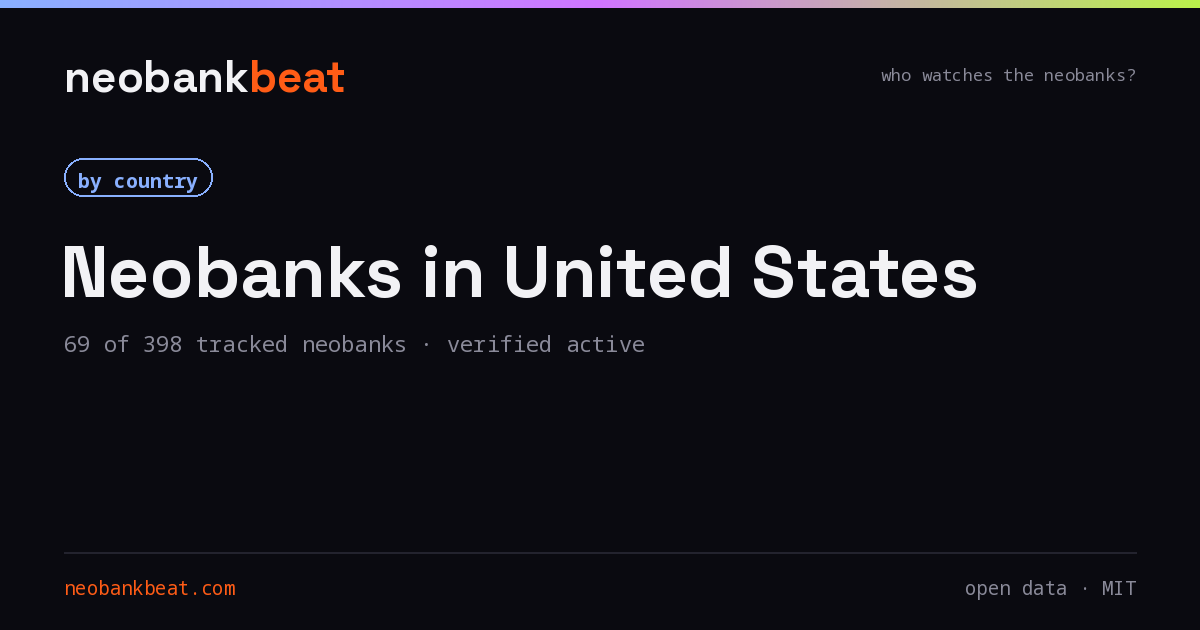 neobankbeat
who watches the neobanks?
by country
Neobanks in United States
69 of 398 tracked neobanks · verified active
neobankbeat.com
open data · MIT